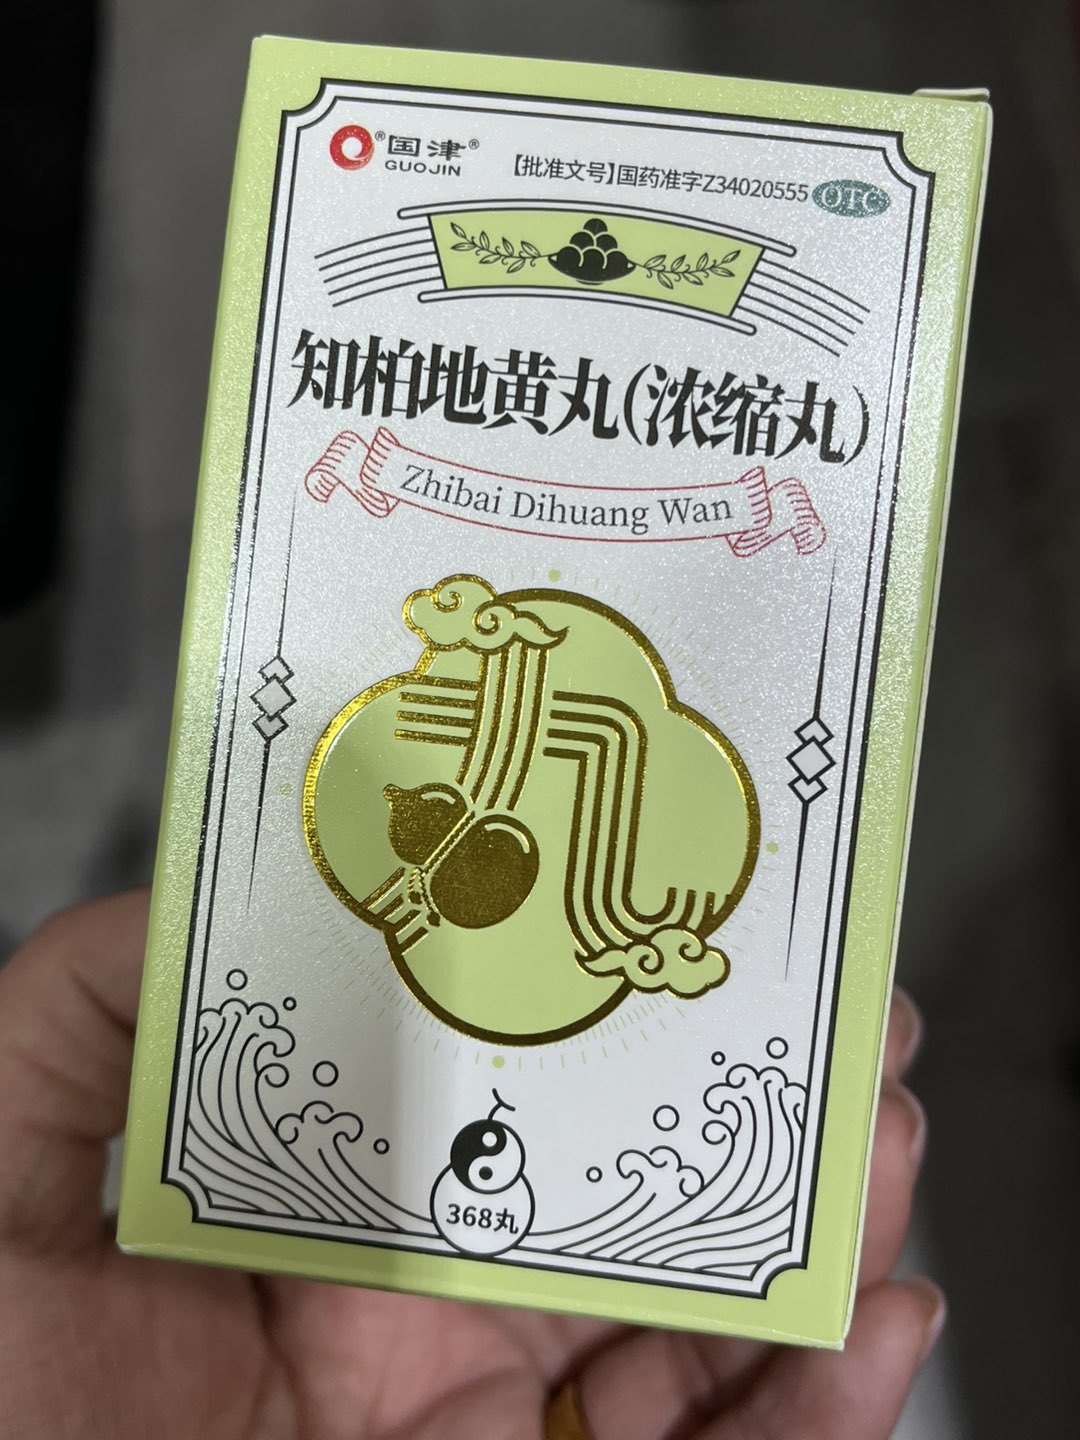 ®国津®
GUOJIN
【批准文号】国药准字Z34020555 OTC
知柏地黄丸(浓缩丸)
Zhibai Dihuang Wan
368丸